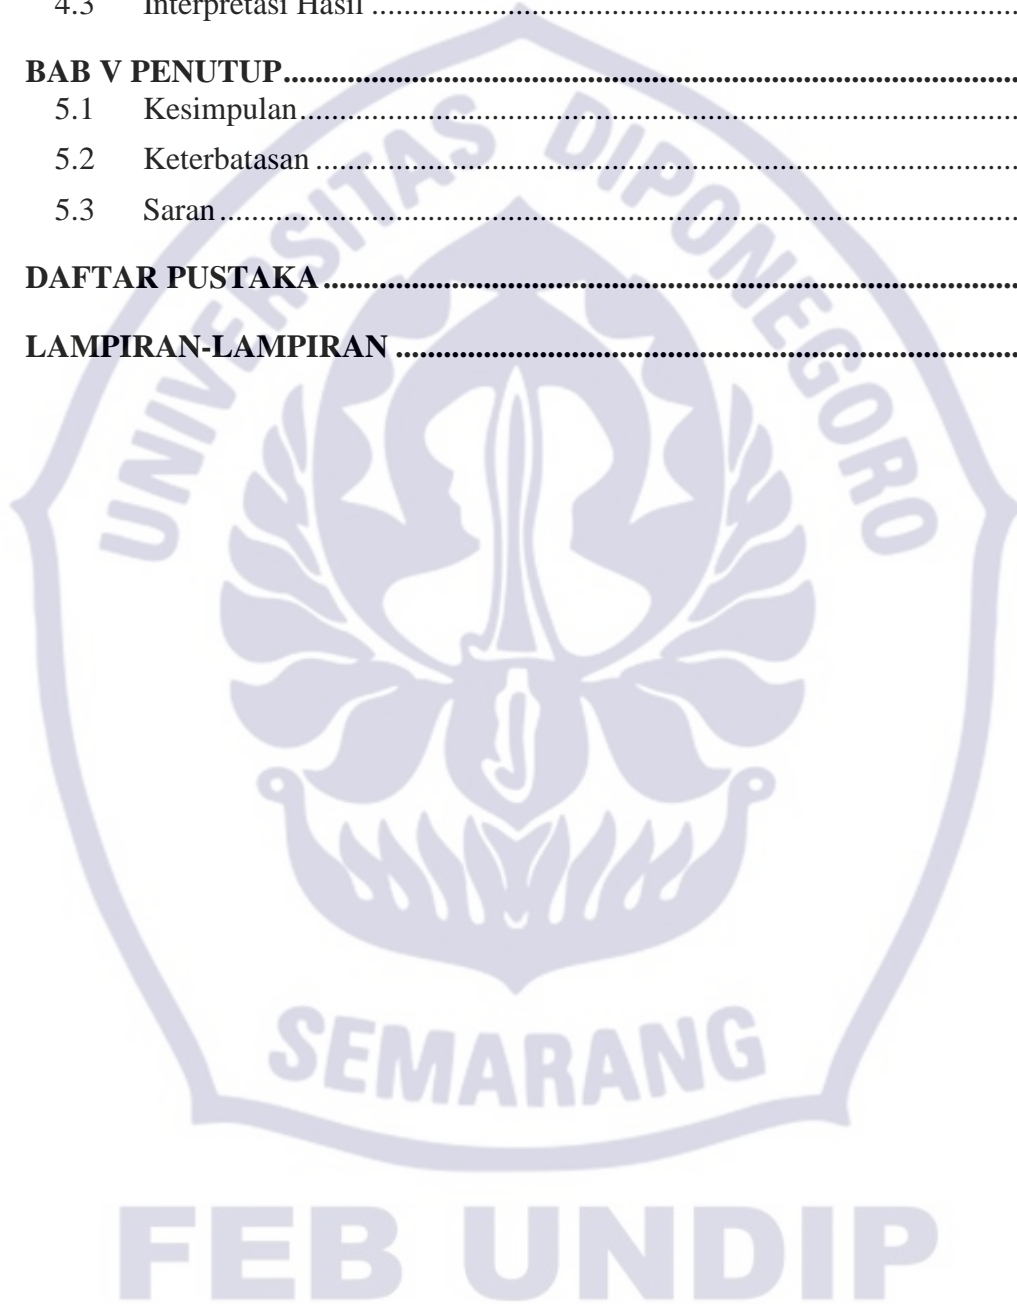 4.3 Interpretasi Hasil ........................................................................................
BAB V PENUTUP...........................................................................................
5.1 Kesimpulan.........................................................................................
5.2 Keterbatasan .......................................................................................
5.3 Saran ...................................................................................................
DAFTAR PUSTAKA ......................................................................................
LAMPIRAN-LAMPIRAN .............................................................................
UNIVERSITAS DIPONEGORO
SEMARANG
FEB UNDIP